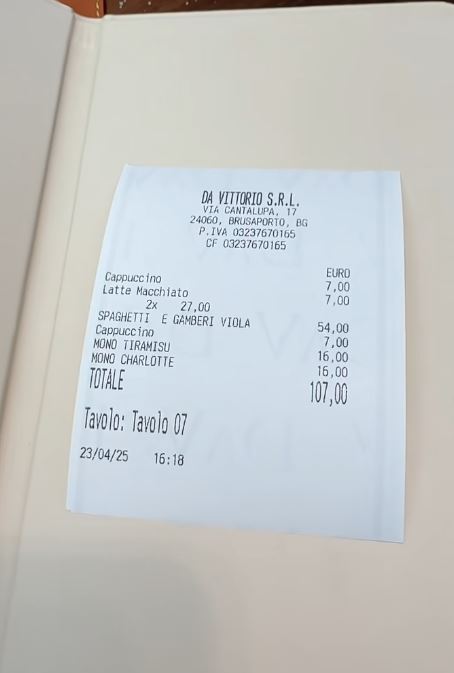 DA VITTORIO S.R.L.
VIA CANTALUPA, 17
24060, BRUSAPORTO, BG
P.IVA 03237670165
CF 03237670165
EURO
Cappuccino 7,00
Latte Macchiato 7,00
2x 27,00
SPAGHETTI E GAMBERI VIOLA 54,00
Cappuccino 7,00
MONO TIRAMISU 16,00
MONO CHARLOTTE 16,00
TOTALE 107,00
Tavolo: Tavolo 07
23/04/25 16:18